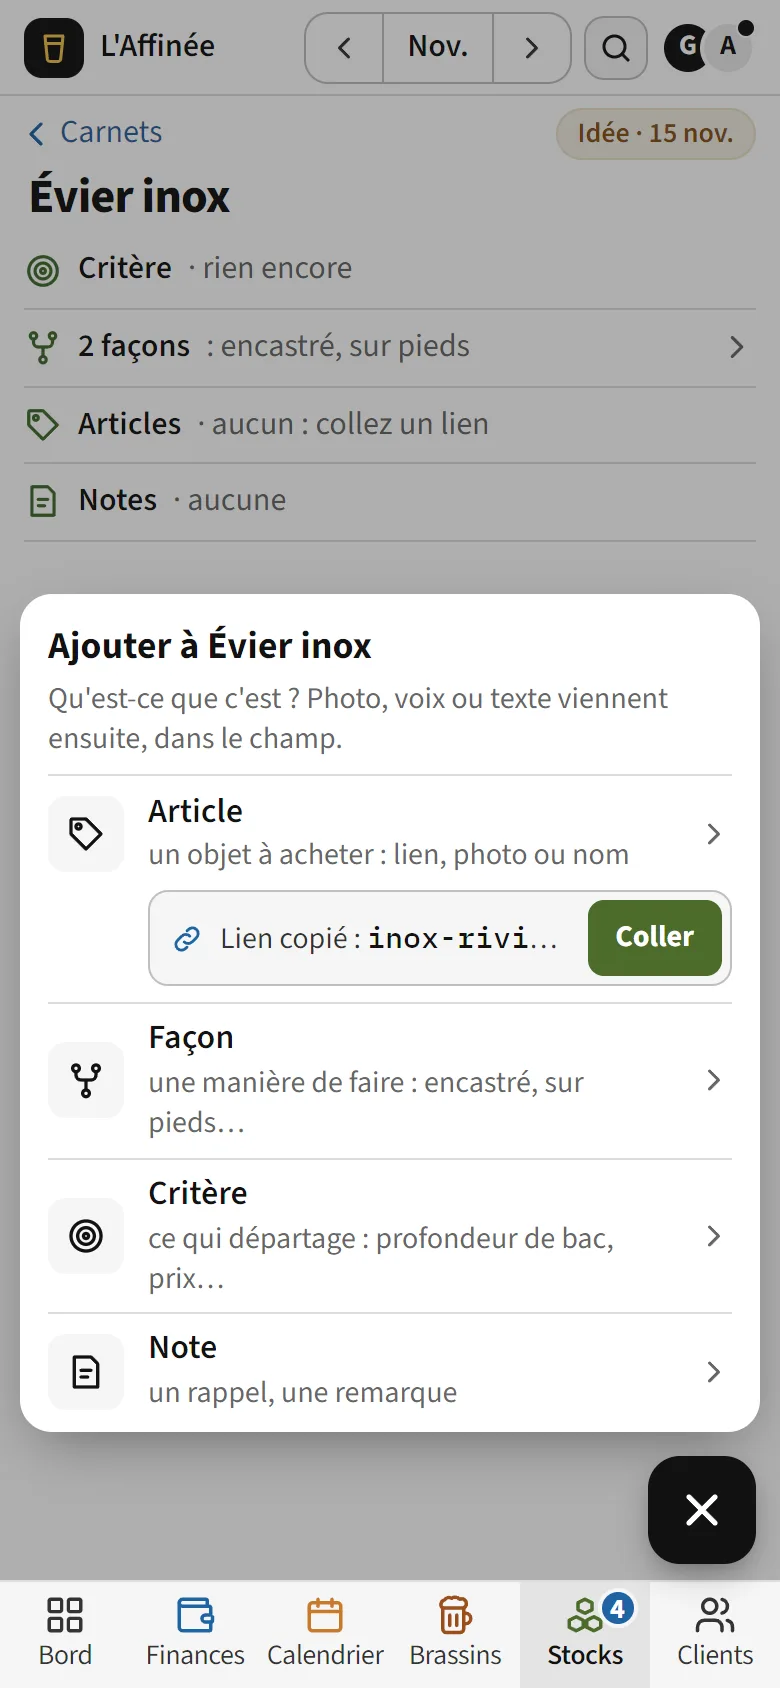 L'Affinée
Nov.
G
A
Carnets
Idée · 15 nov.
Évier inox
Critère · rien encore
2 façons : encastré, sur pieds
Articles · aucun : collez un lien
Notes · aucune
Ajouter à Évier inox
Qu'est-ce que c'est ? Photo, voix ou texte viennent
ensuite, dans le champ.
Article
un objet à acheter : lien, photo ou nom
Lien copié : inox-rivi…
Coller
Façon
une manière de faire : encastré, sur
pieds…
Critère
ce qui départage : profondeur de bac,
prix…
Note
un rappel, une remarque
4
Bord
Finances
Calendrier
Brassins
Stocks
Clients